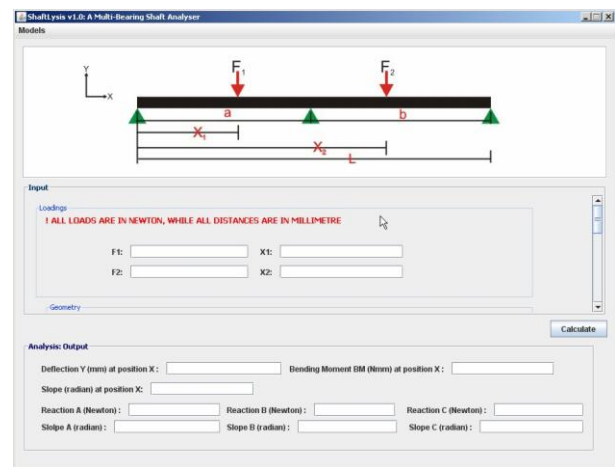 ShaftLysis v1.0: A Multi-Bearing Shaft Analyser
Models
Y
X
F1
F2
a
b
X1
X2
L
Input
Loadings
! ALL LOADS ARE IN NEWTON, WHILE ALL DISTANCES ARE IN MILLIMETRE
F1: X1:
F2: X2:
Geometry
Calculate
Analysis: Output
Deflection Y (mm) at position X : Bending Moment BM (Nmm) at position X :
Slope (radian) at position X:
Reaction A (Newton) : Reaction B (Newton) : Reaction C (Newton) :
Slolpe A (radian) : Slope B (radian) : Slope C (radian) :